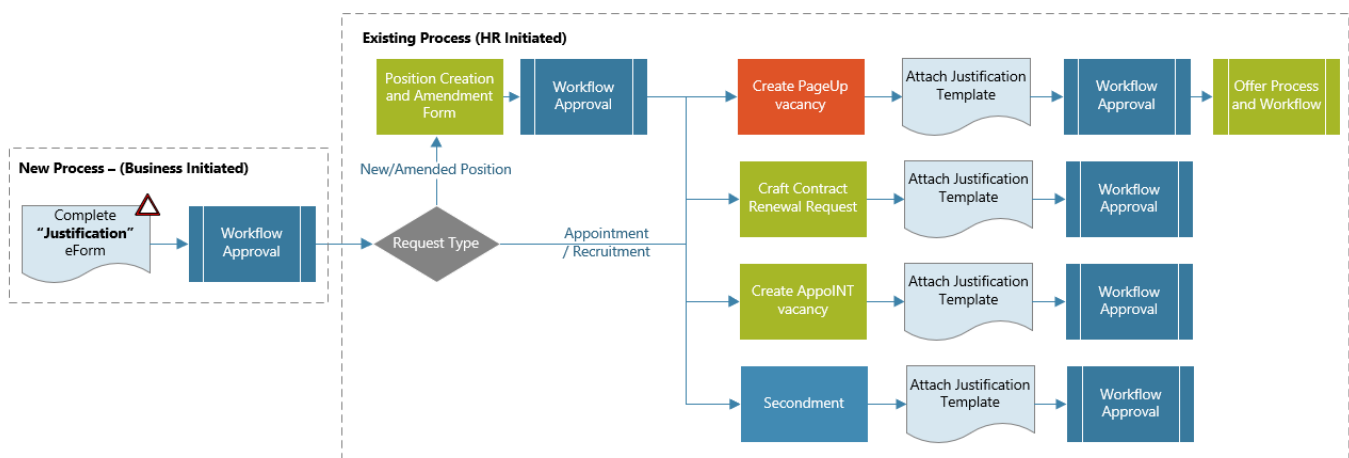 Existing Process (HR Initiated)
Position Creation
and Amendment
Form
Workflow
Approval
Create PageUp
vacancy
Attach Justification
Template
Workflow
Approval
Offer Process
and Workflow
New Process – (Business Initiated)
New/Amended Position
Complete
“Justification”
eForm
Workflow
Approval
Request Type
Appointment
/ Recruitment
Craft Contract
Renewal Request
Attach Justification
Template
Workflow
Approval
Create AppoINT
vacancy
Attach Justification
Template
Workflow
Approval
Secondment
Attach Justification
Template
Workflow
Approval